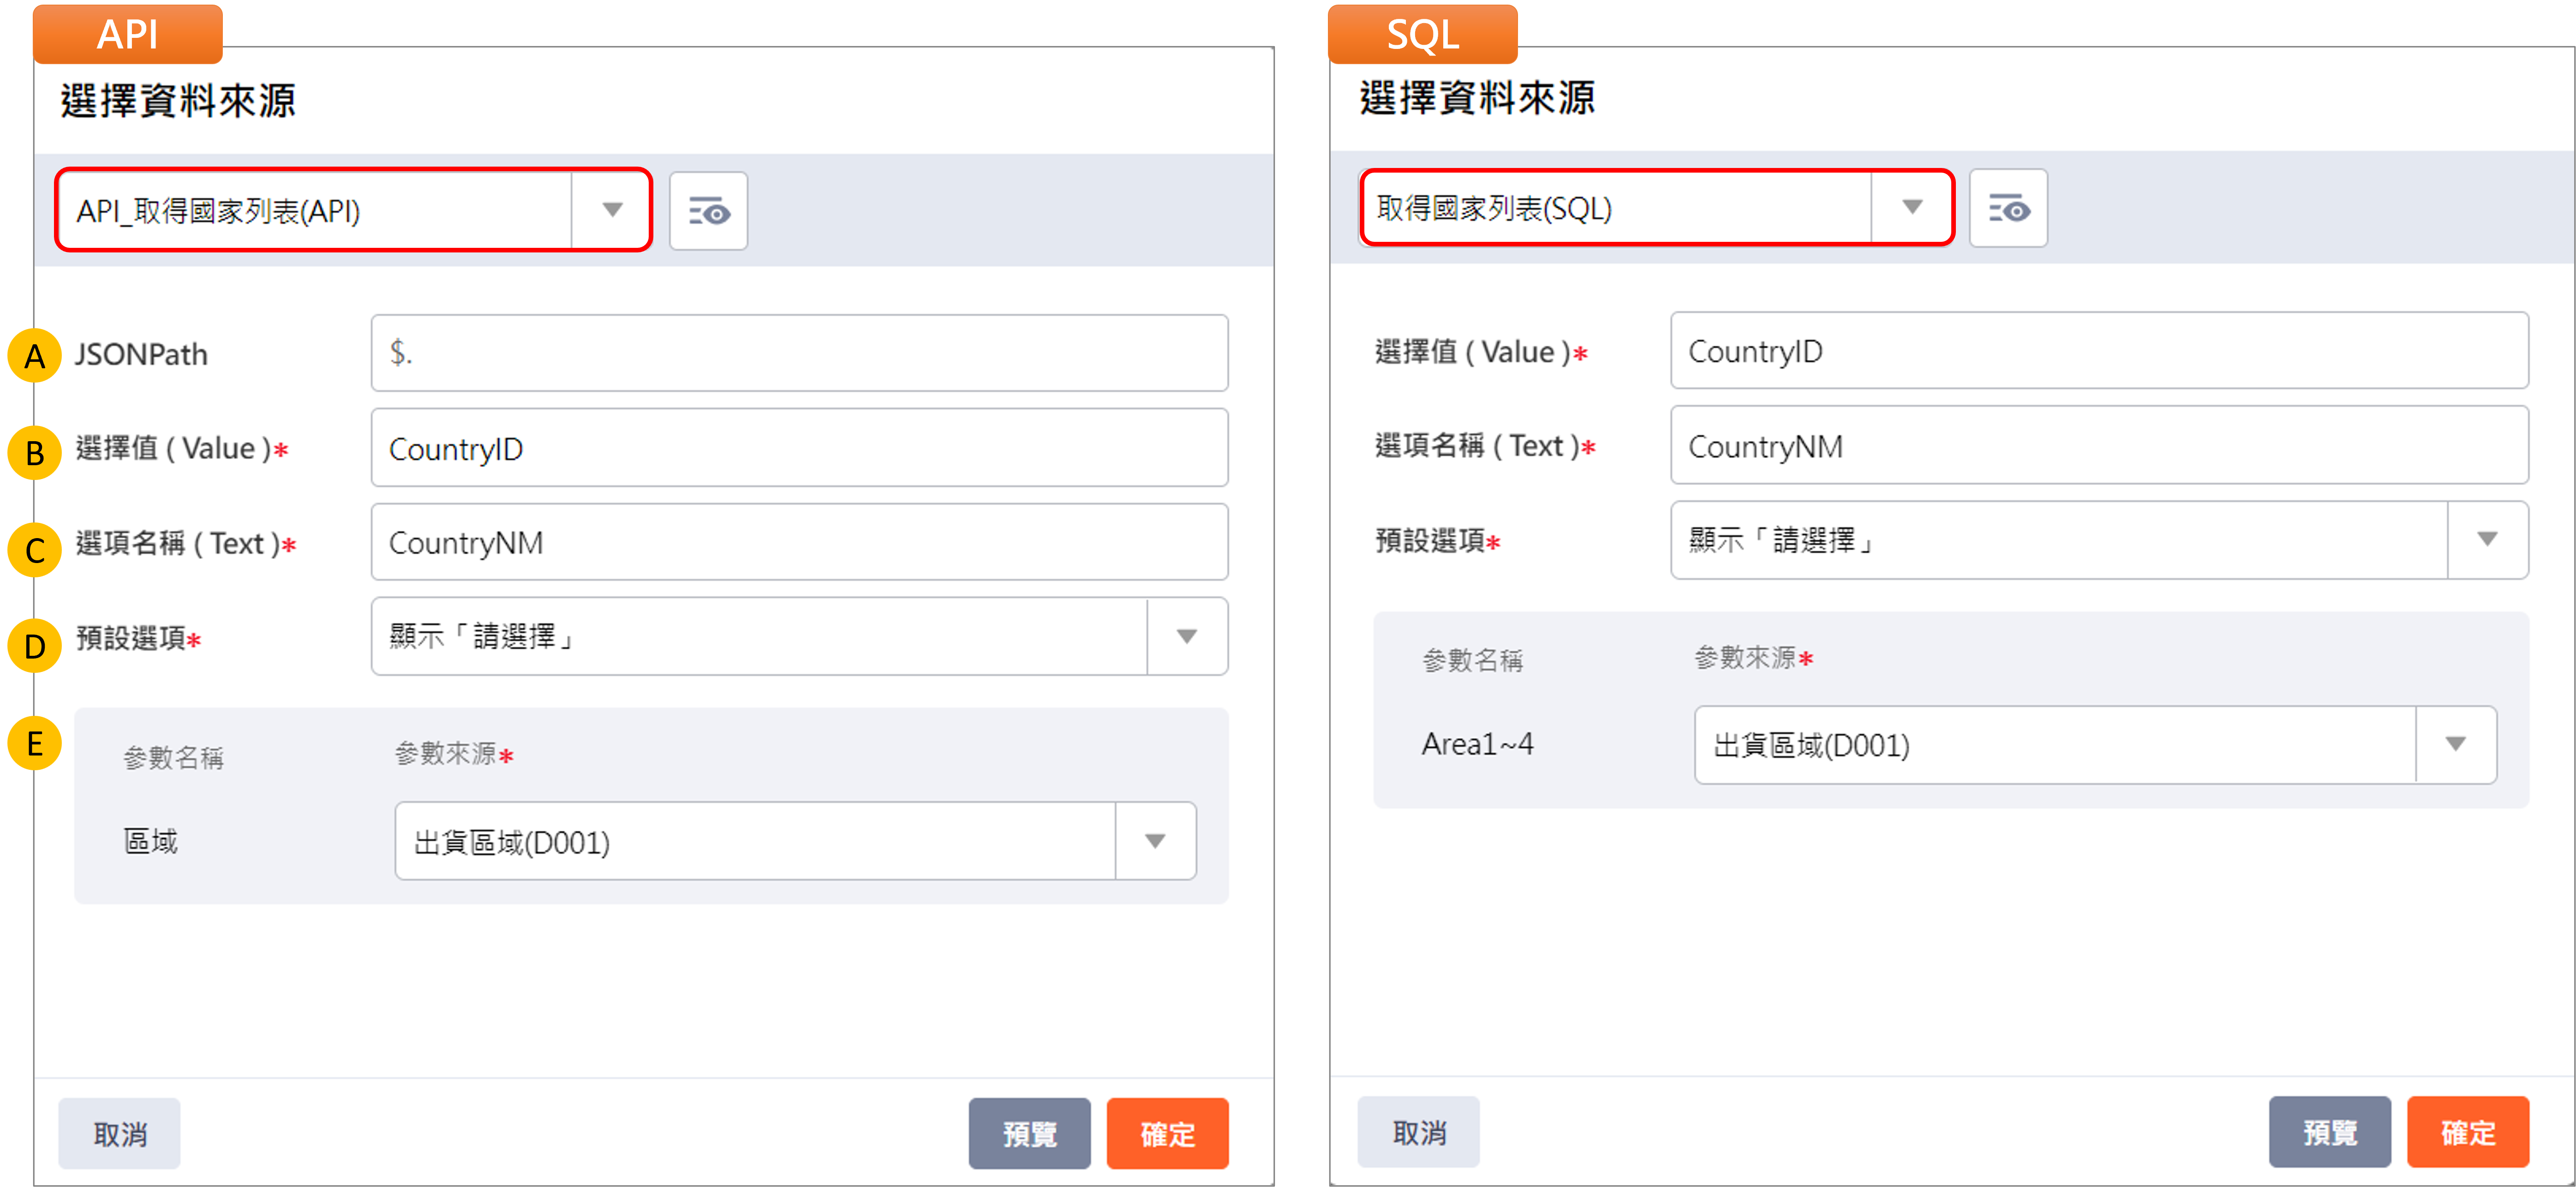 API
選擇資料來源
API_取得國家列表(API)
A JSONPath $.
B 選擇值 ( Value )* CountryID
C 選項名稱 ( Text )* CountryNM
D 預設選項* 顯示「請選擇」
E 參數名稱 參數來源*
區域 出貨區域(D001)
取消 預覽 確定
SQL
選擇資料來源
取得國家列表(SQL)
選擇值 ( Value )* CountryID
選項名稱 ( Text )* CountryNM
預設選項* 顯示「請選擇」
參數名稱 參數來源*
Area1~4 出貨區域(D001)
取消 預覽 確定